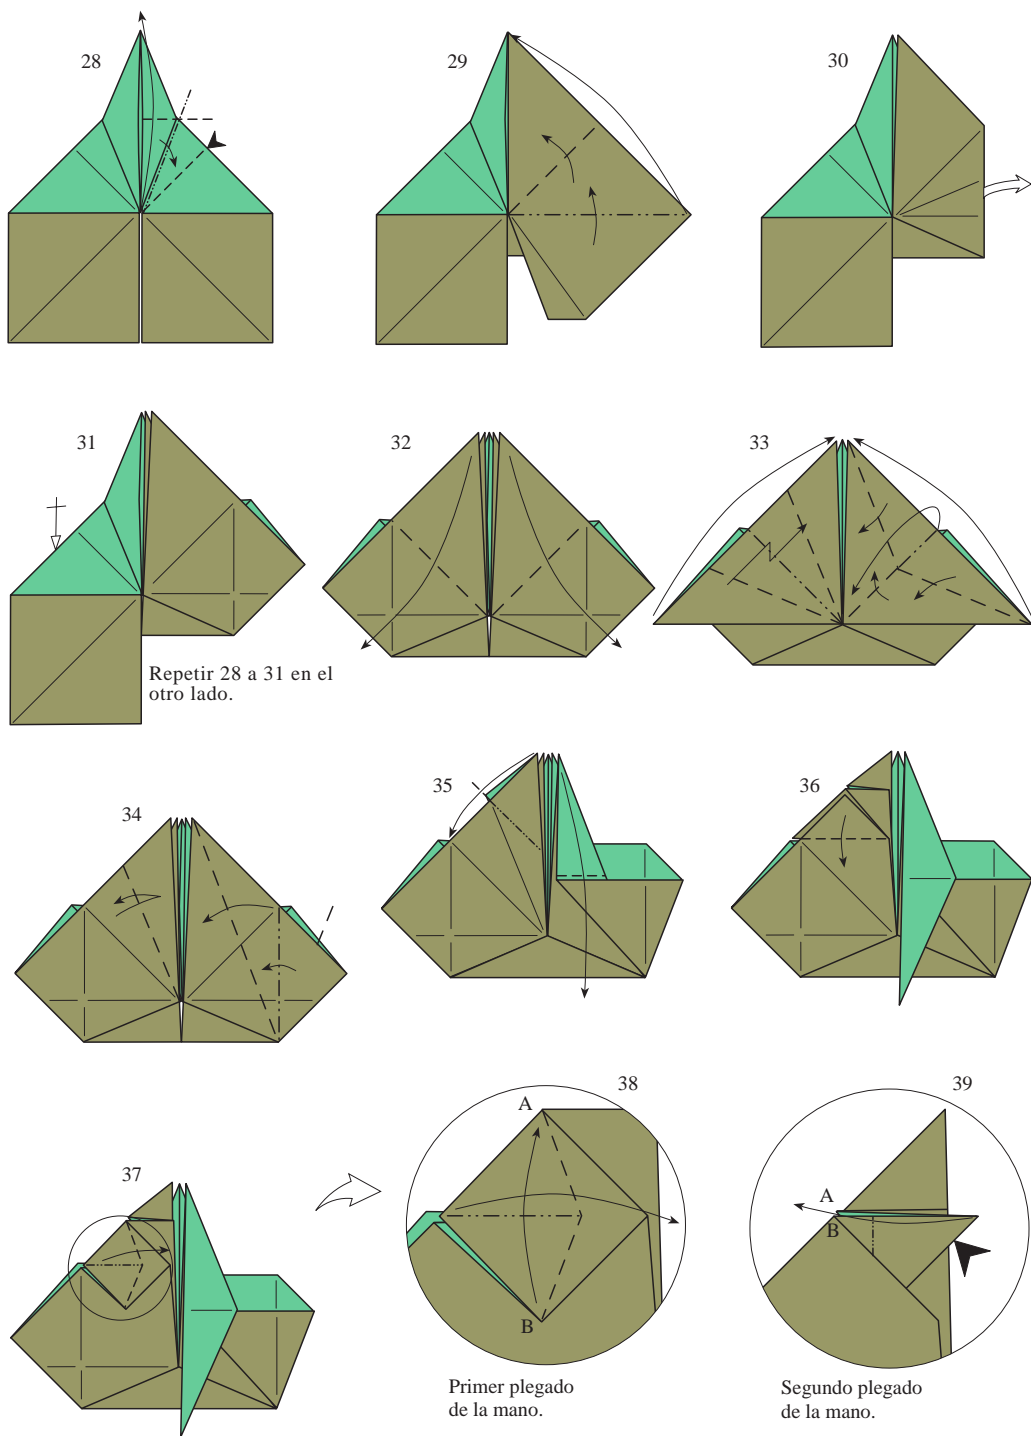 28
29
30
31
Repetir 28 a 31 en el
otro lado.
32
33
34
35
36
37
38
A
B
Primer plegado
de la mano.
39
A
B
Segundo plegado
de la mano.